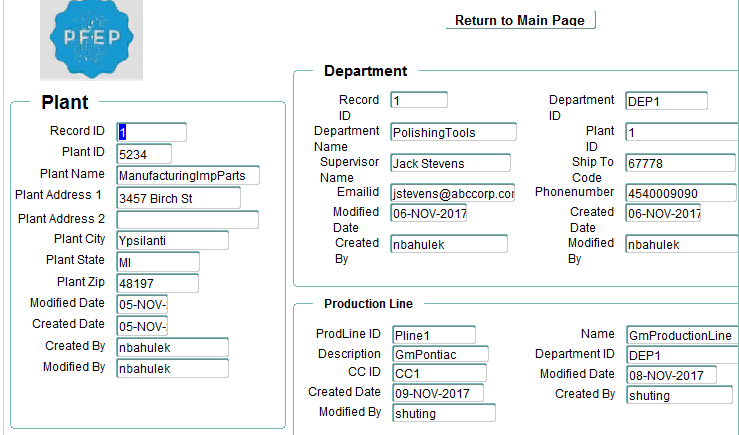 PFEP
Return to Main Page
Plant
Record ID 1
Plant ID 5234
Plant Name ManufacturingImpParts
Plant Address 1 3457 Birch St
Plant Address 2
Plant City Ypsilanti
Plant State MI
Plant Zip 48197
Modified Date 05-NOV-
Created Date 05-NOV-
Created By nbahulek
Modified By nbahulek
Department
Record ID 1 Department ID DEP1
Department Name PolishingTools Plant ID 1
Supervisor Name Jack Stevens Ship To Code 67778
Emailid jstevens@abccorp.cor Phonenumber 4540009090
Modified Date 06-NOV-2017 Created Date 06-NOV-2017
Created By nbahulek Modified By nbahulek
Production Line
ProdLine ID Pline1 Name GmProductionLine
Description GmPontiac Department ID DEP1
CC ID CC1 Modified Date 08-NOV-2017
Created Date 09-NOV-2017 Created By shuting
Modified By shuting